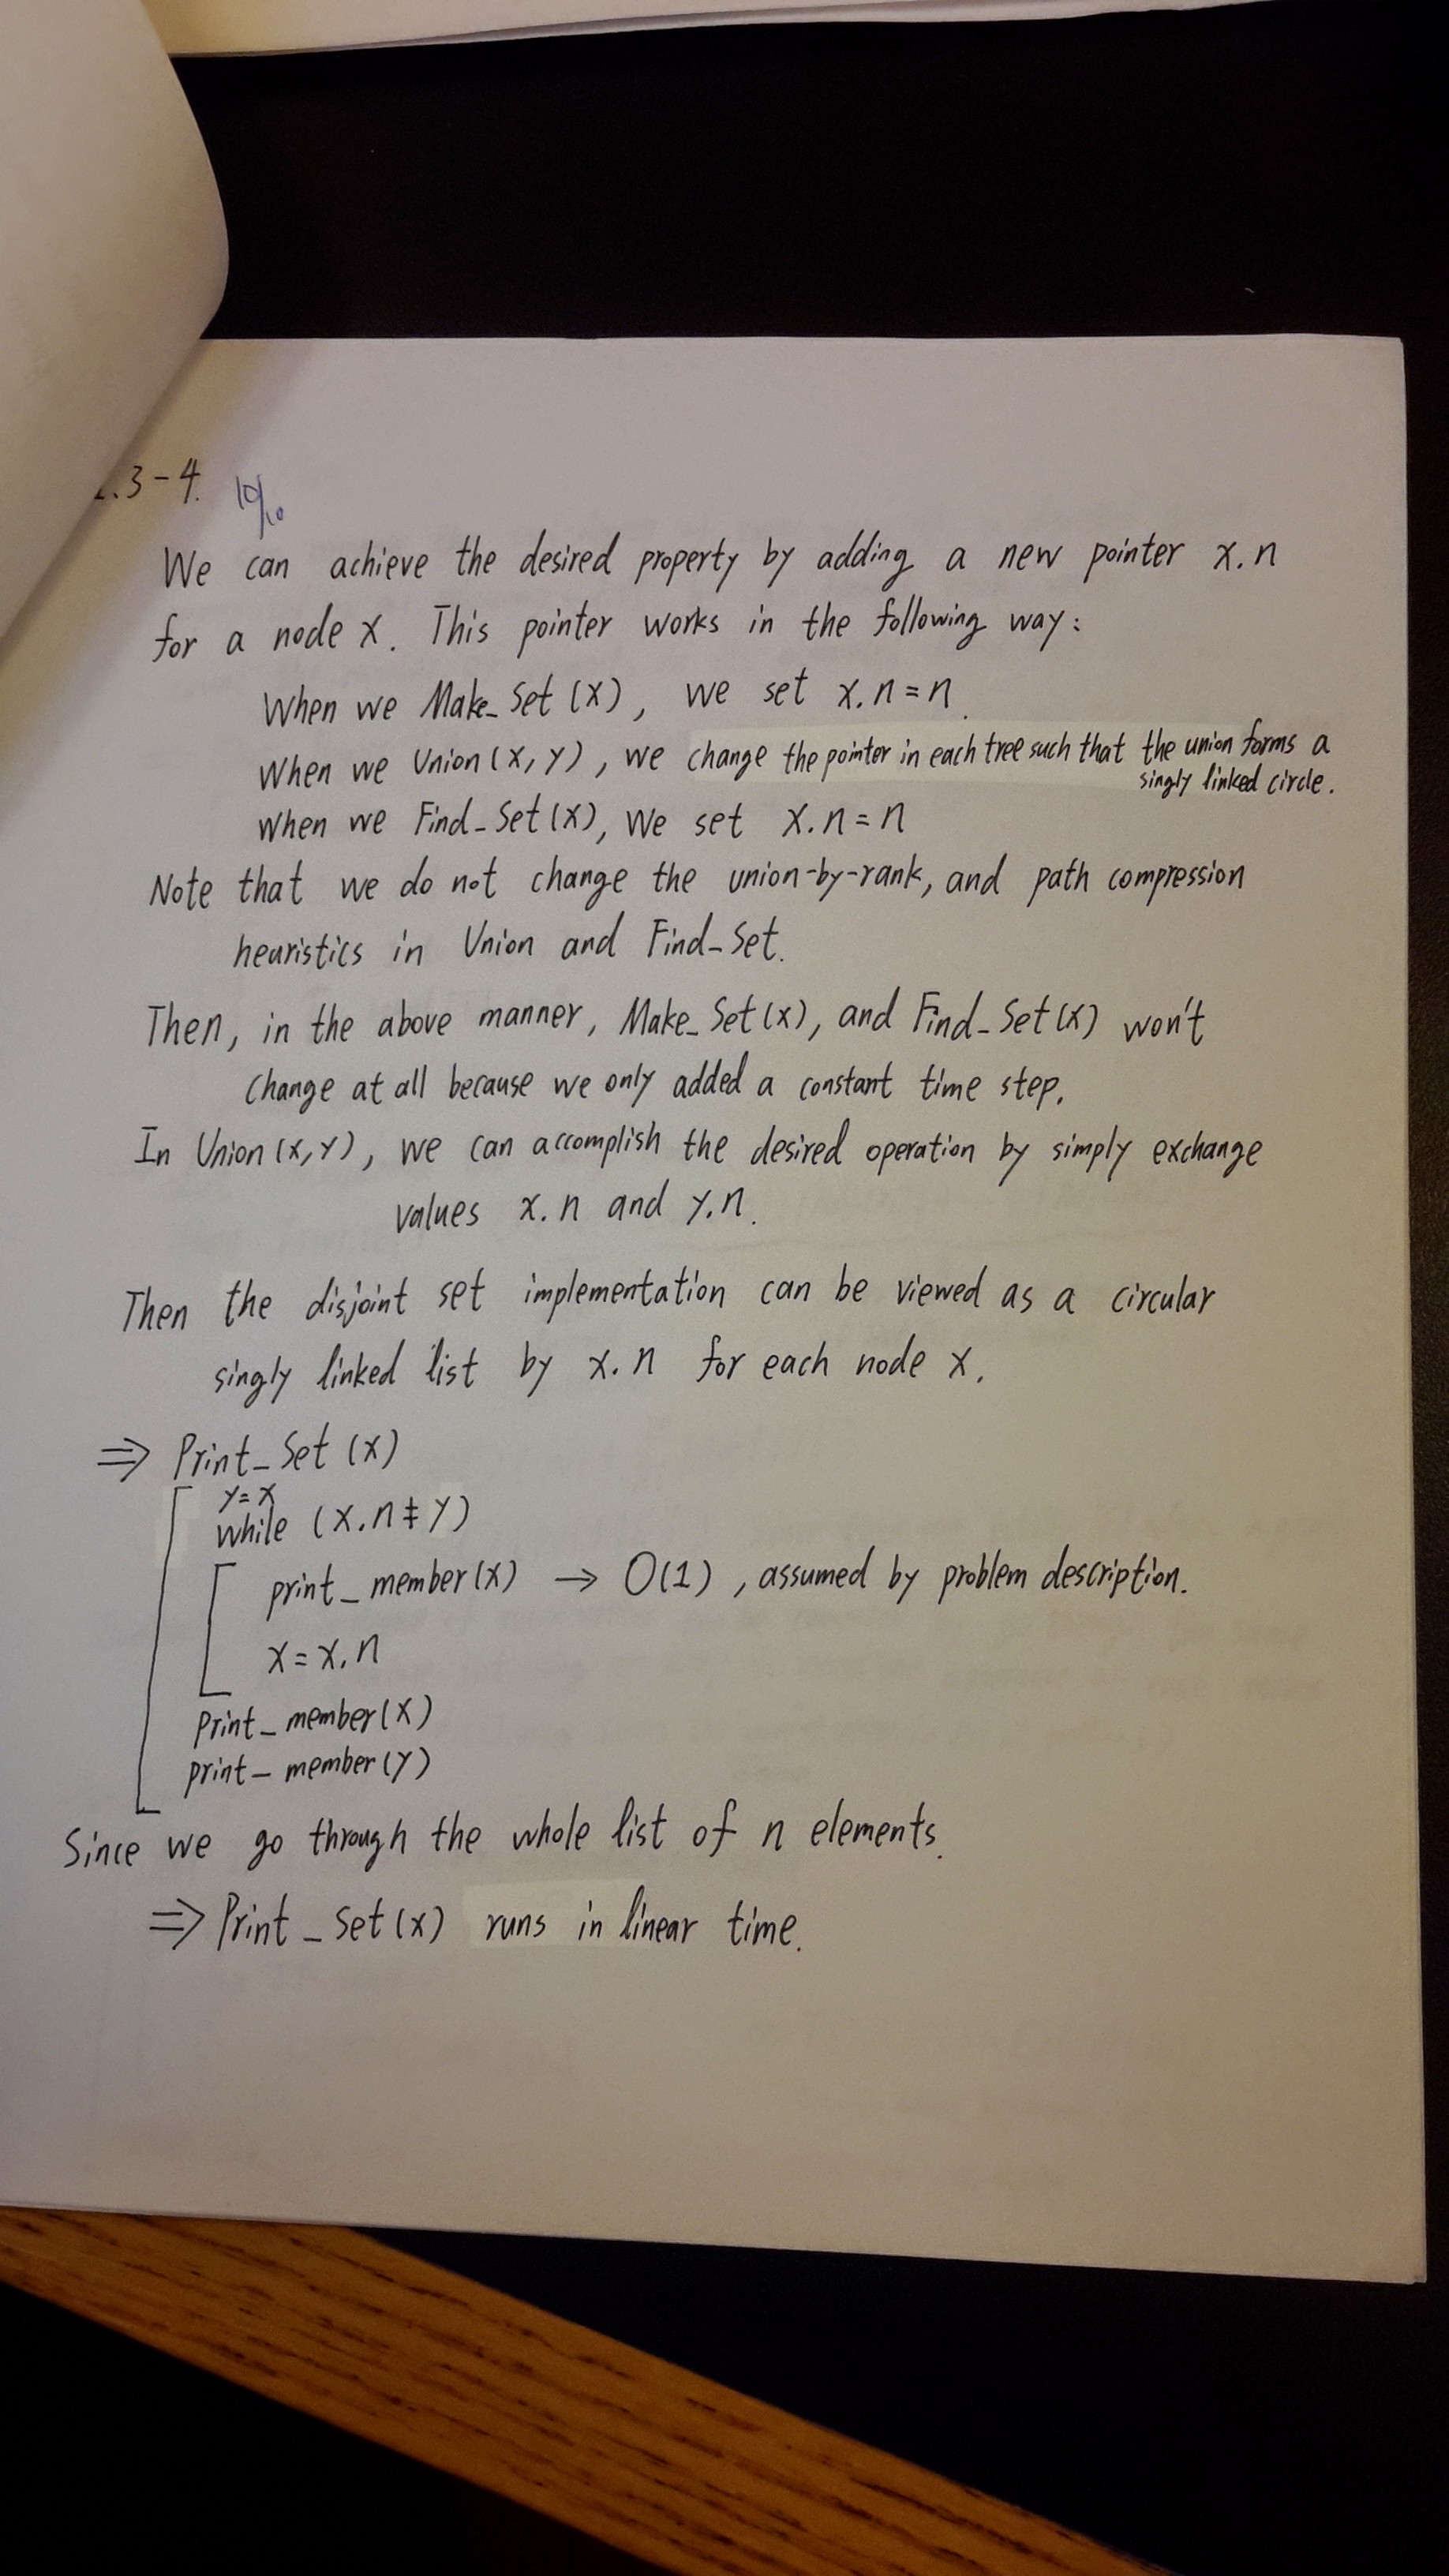 .3-4. 10/10
We can achieve the desired property by adding a new pointer x.n
for a node x. This pointer works in the following way:
When we Make_Set(x), we set x.n=n.
When we Union(x,y), we change the pointer in each tree such that the union forms a
singly linked circle.
When we Find_Set(x), we set x.n=n
Note that we do not change the union-by-rank, and path compression
heuristics in Union and Find_Set.
Then, in the above manner, Make_Set(x), and Find_Set(x) won't
change at all because we only added a constant time step.
In Union(x,y), we can accomplish the desired operation by simply exchange
values x.n and y.n.
Then the disjoint set implementation can be viewed as a circular
singly linked list by x.n for each node x.
⇒ Print_Set(x)
y=x
while (x.n≠y)
print_member(x) → O(1), assumed by problem description.
x=x.n
print_member(x)
print_member(y)
Since we go through the whole list of n elements.
⇒ Print_Set(x) runs in linear time.